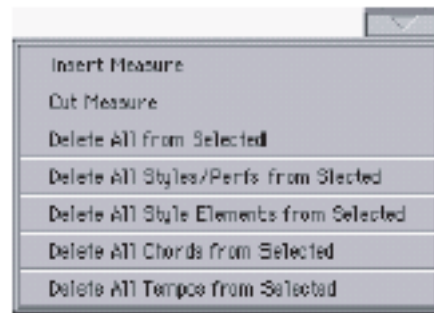 Insert Measure
Cut Measure
Delete All from Selected
Delete All Styles/Perfs from Slected
Delete All Style Elements from Selected
Delete All Chords from Selected
Delete All Tempos from Selected